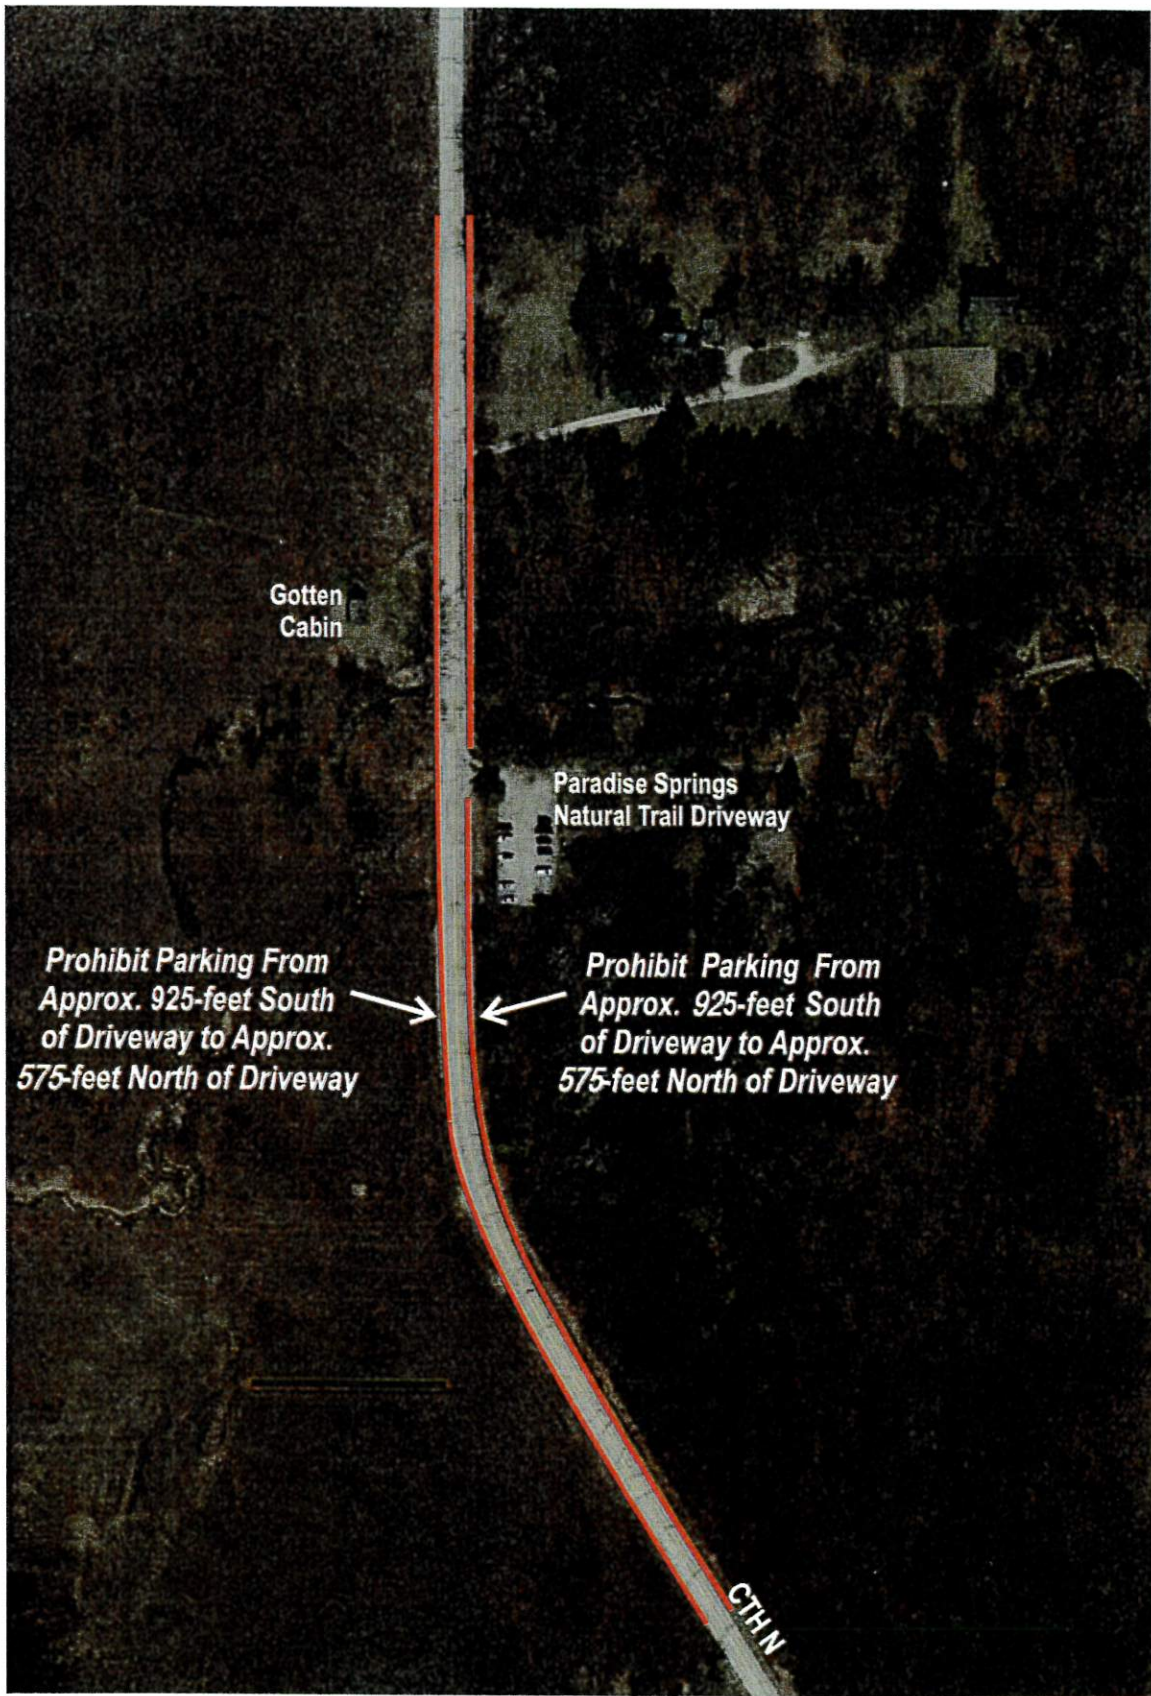 Gotten
Cabin
Paradise Springs
Natural Trail Driveway
Prohibit Parking From
Approx. 925-feet South
of Driveway to Approx.
575-feet North of Driveway
Prohibit Parking From
Approx. 925-feet South
of Driveway to Approx.
575-feet North of Driveway
CTH N